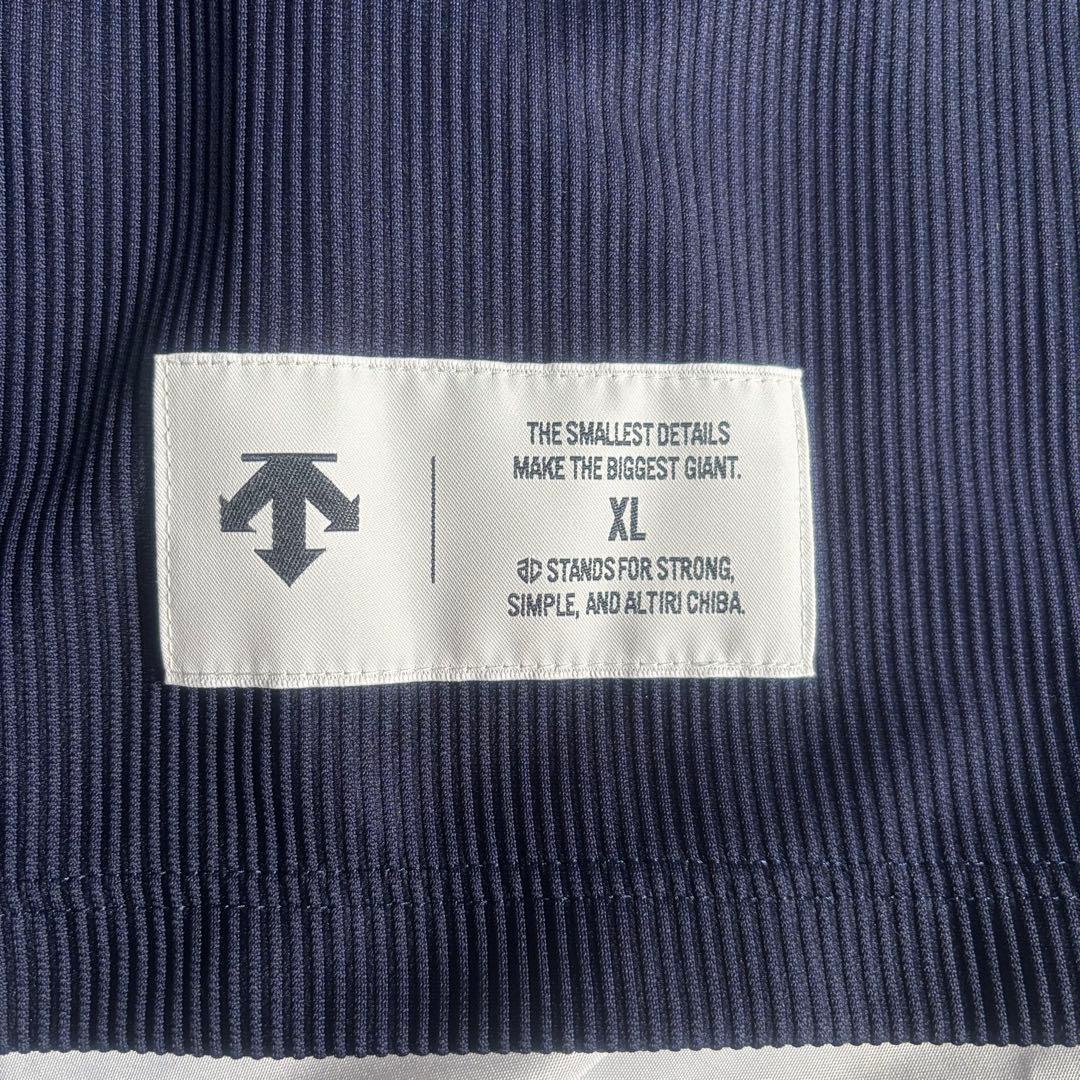 THE SMALLEST DETAILS
MAKE THE BIGGEST GIANT.
XL
STANDS FOR STRONG,
SIMPLE, AND ALTIRI CHIBA.